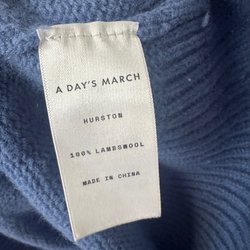 A DAY'S MARCH
HURSTON
100% LAMBSWOOL
MADE IN CHINA